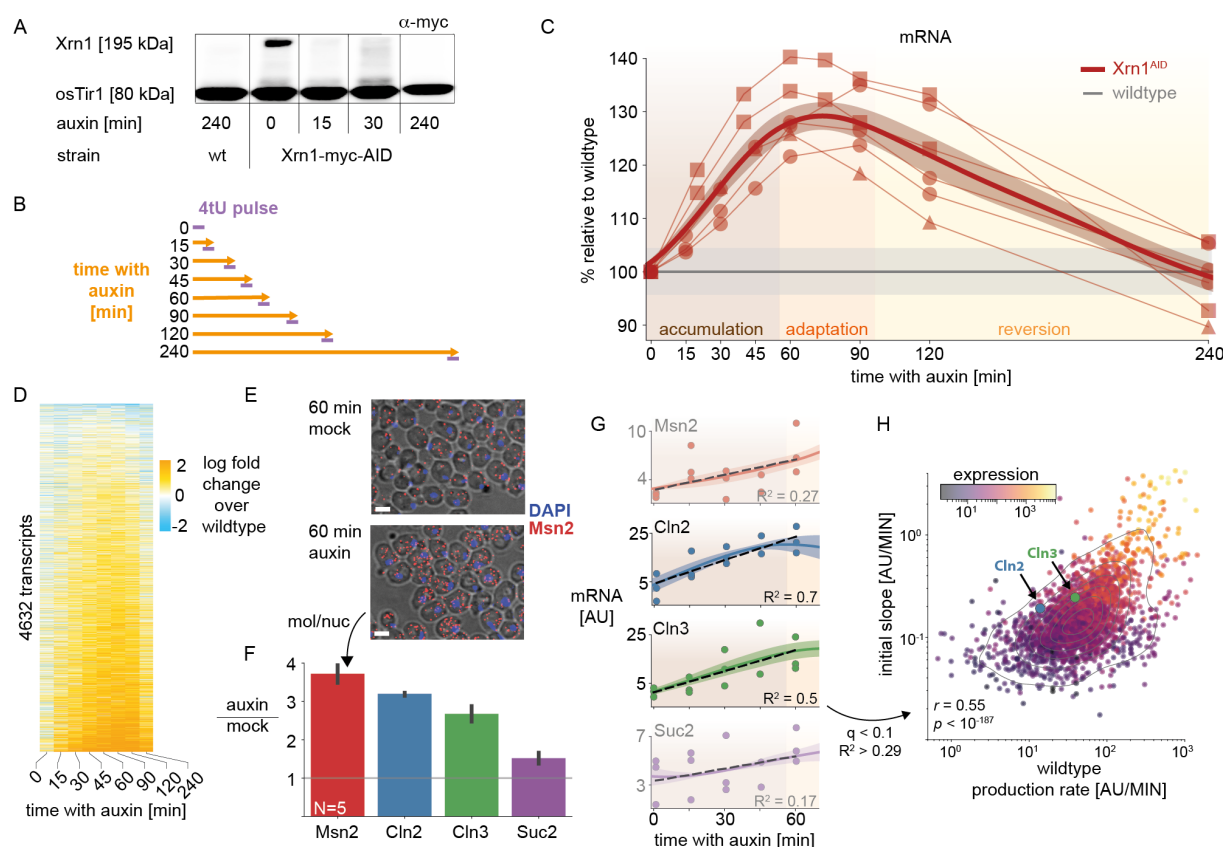 A
α-myc
Xrn1 [195 kDa]
osTir1 [80 kDa]
auxin [min] 240 0 15 30 240
strain wt Xrn1-myc-AID
B
4tU pulse
0
15
30
45
60
90
120
240
time with
auxin
[min]
C
mRNA
Xrn1AID
wildtype
% relative to wildtype
140
130
120
110
100
90
accumulation adaptation reversion
0 15 30 45 60 90 120 240
time with auxin [min]
D
4632 transcripts
2
0
-2
log fold
change
over
wildtype
0 15 30 45 60 90 120 240
time with auxin [min]
E
60 min
mock
DAPI
Msn2
60 min
auxin
mol/nuc
F
auxin
mock
4
3
2
1
N=5
Msn2 Cln2 Cln3 Suc2
G
mRNA
[AU]
Msn2
10
4
R² = 0.27
Cln2
25
5
R² = 0.7
Cln3
25
5
R² = 0.5
Suc2
7
3
R² = 0.17
0 30 60
time with auxin [min]
q < 0.1
R² > 0.29
H
expression
10¹ 10³
initial slope [AU/MIN]
10⁰
10⁻¹
Cln2
Cln3
r = 0.55
p < 10⁻¹⁸⁷
10⁰ 10¹ 10² 10³
wildtype
production rate [AU/MIN]